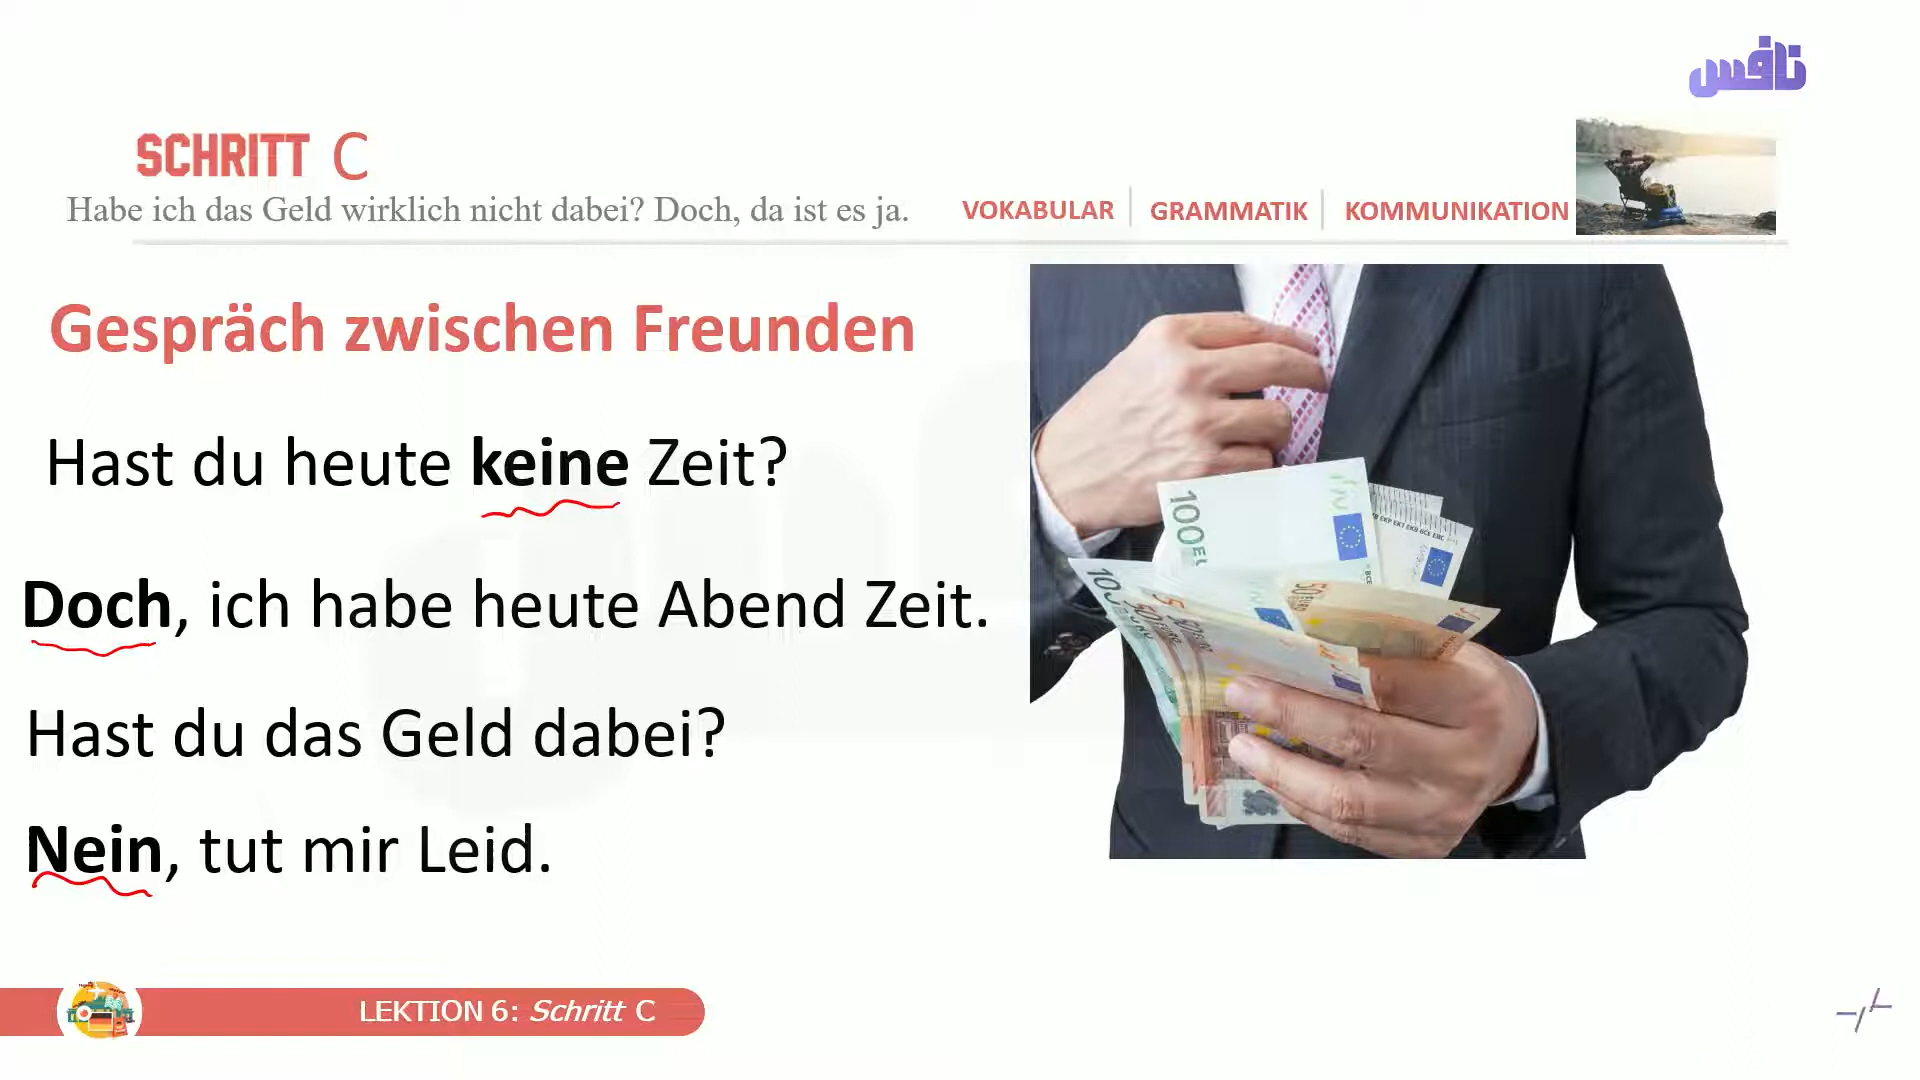 نافس
SCHRITT C
Habe ich das Geld wirklich nicht dabei? Doch, da ist es ja.
VOKABULAR
GRAMMATIK
KOMMUNIKATION
Gespräch zwischen Freunden
Hast du heute keine Zeit?
Doch, ich habe heute Abend Zeit.
Hast du das Geld dabei?
Nein, tut mir Leid.
100
LEKTION 6: Schritt C